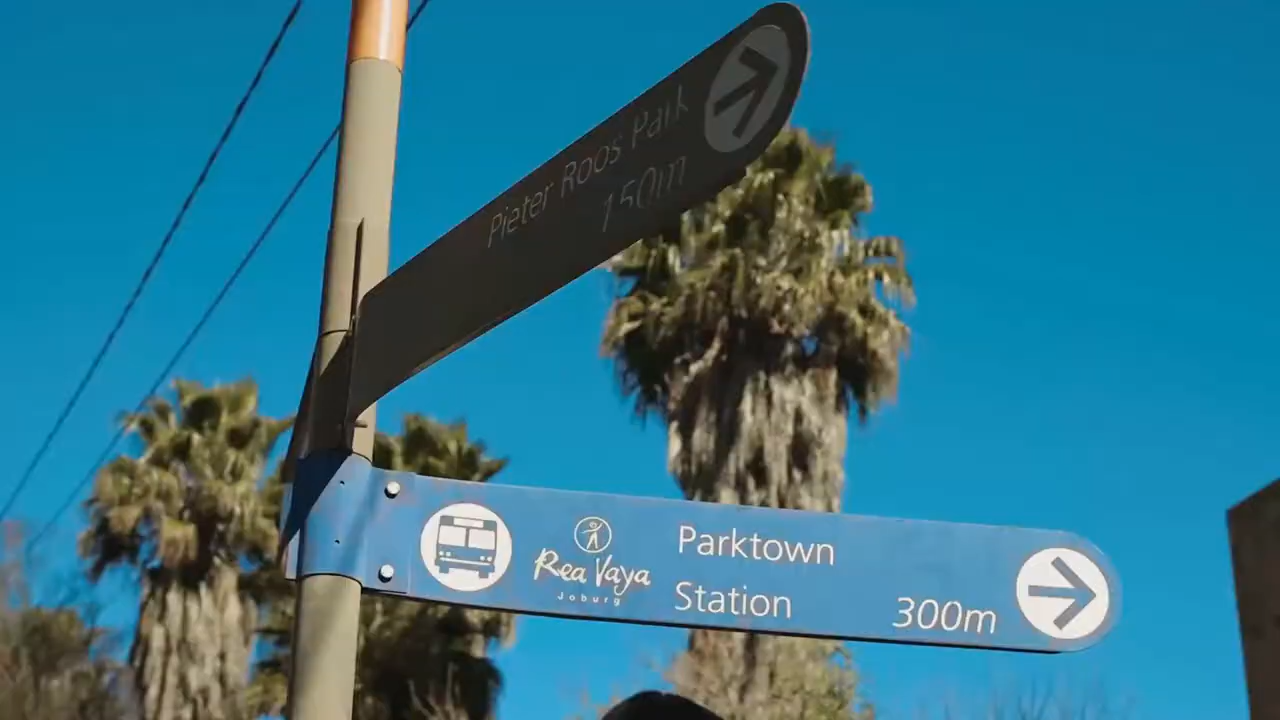 Pieter Roos Park
150m
Rea Vaya
Joburg
Parktown
Station
300m